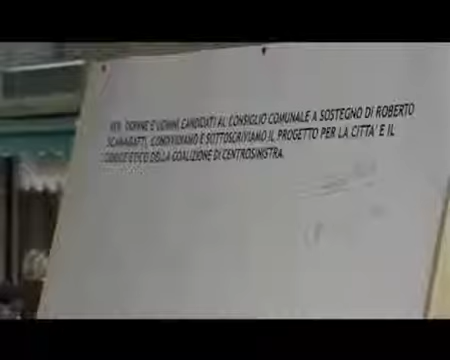 NOI, DONNE E UOMINI CANDIDATI AL CONSIGLIO COMUNALE A SOSTEGNO DI ROBERTO
SCANAGATTI, CONDIVIDIAMO E SOTTOSCRIVIAMO IL PROGETTO PER LA CITTA' E IL
CODICE ETICO DELLA COALIZIONE DI CENTROSINISTRA.